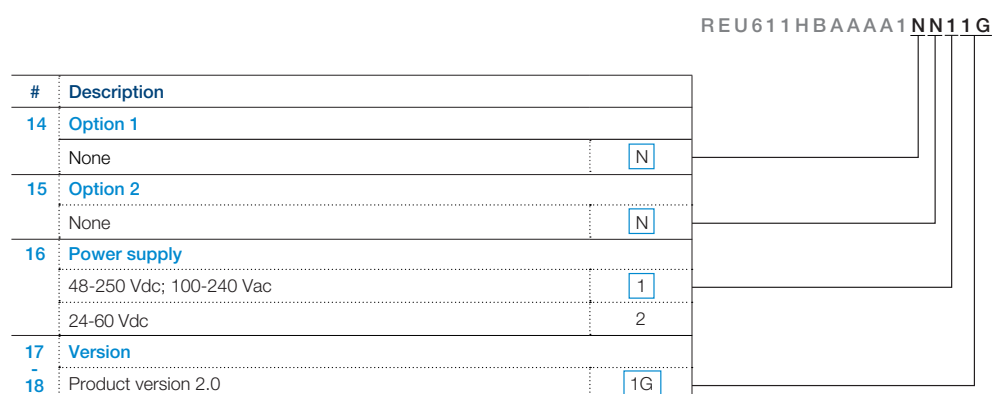 REU611HBAAAA1NN11G
# Description
14 Option 1
None N
15 Option 2
None N
16 Power supply
48-250 Vdc; 100-240 Vac 1
24-60 Vdc 2
17 Version
-
18 Product version 2.0 1G